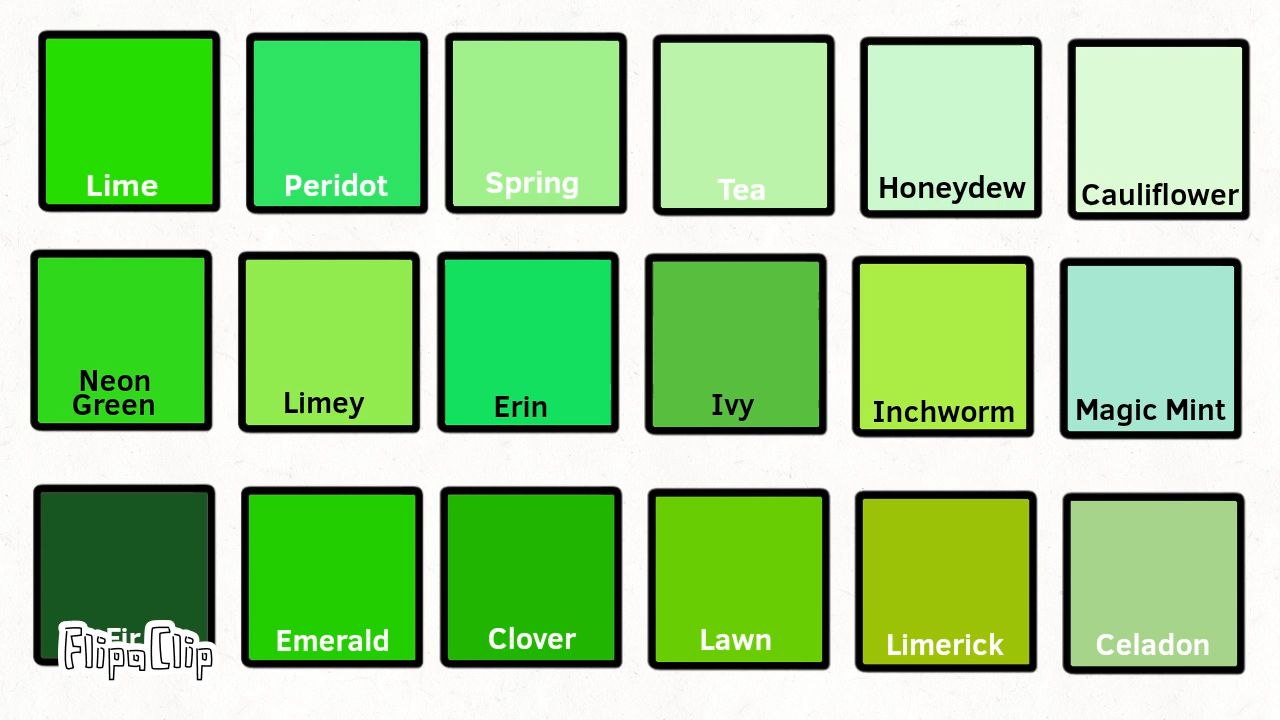 Lime
Peridot
Spring
Tea
Honeydew
Cauliflower
Neon
Green
Limey
Erin
Ivy
Inchworm
Magic Mint
Fir
Emerald
Clover
Lawn
Limerick
Celadon
FlipaClip